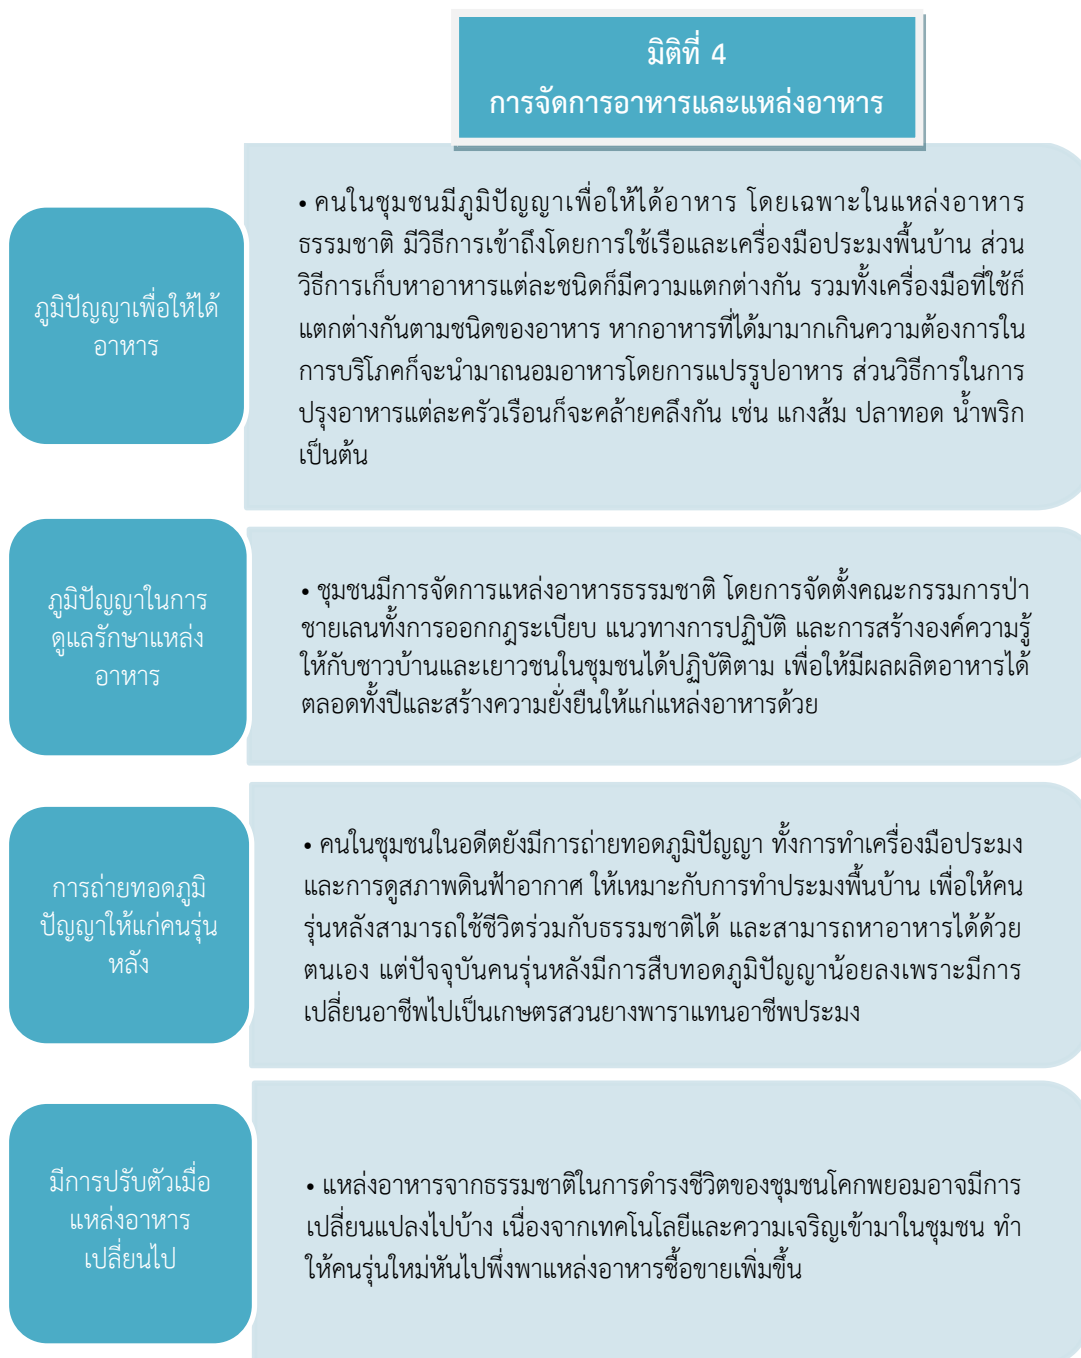 มิติที่ 4
การจัดการอาหารและแหล่งอาหาร
ภูมิปัญญาเพื่อให้ได้
อาหาร
• คนในชุมชนมีภูมิปัญญาเพื่อให้ได้อาหาร โดยเฉพาะในแหล่งอาหาร
ธรรมชาติ มีวิธีการเข้าถึงโดยการใช้เรือและเครื่องมือประมงพื้นบ้าน ส่วน
วิธีการเก็บหาอาหารแต่ละชนิดก็มีความแตกต่างกัน รวมทั้งเครื่องมือที่ใช้ก็
แตกต่างกันตามชนิดของอาหาร หากอาหารที่ได้มามากเกินความต้องการใน
การบริโภคก็จะนำมาถนอมอาหารโดยการแปรรูปอาหาร ส่วนวิธีการในการ
ปรุงอาหารแต่ละครัวเรือนก็จะคล้ายคลึงกัน เช่น แกงส้ม ปลาทอด น้ำพริก
เป็นต้น
ภูมิปัญญาในการ
ดูแลรักษาแหล่ง
อาหาร
• ชุมชนมีการจัดการแหล่งอาหารธรรมชาติ โดยการจัดตั้งคณะกรรมการป่า
ชายเลนทั้งการออกกฎระเบียบ แนวทางการปฏิบัติ และการสร้างองค์ความรู้
ให้กับชาวบ้านและเยาวชนในชุมชนได้ปฏิบัติตาม เพื่อให้มีผลผลิตอาหารได้
ตลอดทั้งปีและสร้างความยั่งยืนให้แก่แหล่งอาหารด้วย
การถ่ายทอดภูมิ
ปัญญาให้แก่คนรุ่น
หลัง
• คนในชุมชนในอดีตยังมีการถ่ายทอดภูมิปัญญา ทั้งการทำเครื่องมือประมง
และการดูสภาพดินฟ้าอากาศ ให้เหมาะกับการทำประมงพื้นบ้าน เพื่อให้คน
รุ่นหลังสามารถใช้ชีวิตร่วมกับธรรมชาติได้ และสามารถหาอาหารได้ด้วย
ตนเอง แต่ปัจจุบันคนรุ่นหลังมีการสืบทอดภูมิปัญญาน้อยลงเพราะมีการ
เปลี่ยนอาชีพไปเป็นเกษตรสวนยางพาราแทนอาชีพประมง
มีการปรับตัวเมื่อ
แหล่งอาหาร
เปลี่ยนไป
• แหล่งอาหารจากธรรมชาติในการดำรงชีวิตของชุมชนโคกพยอมอาจมีการ
เปลี่ยนแปลงไปบ้าง เนื่องจากเทคโนโลยีและความเจริญเข้ามาในชุมชน ทำ
ให้คนรุ่นใหม่หันไปพึ่งพาแหล่งอาหารซื้อขายเพิ่มขึ้น